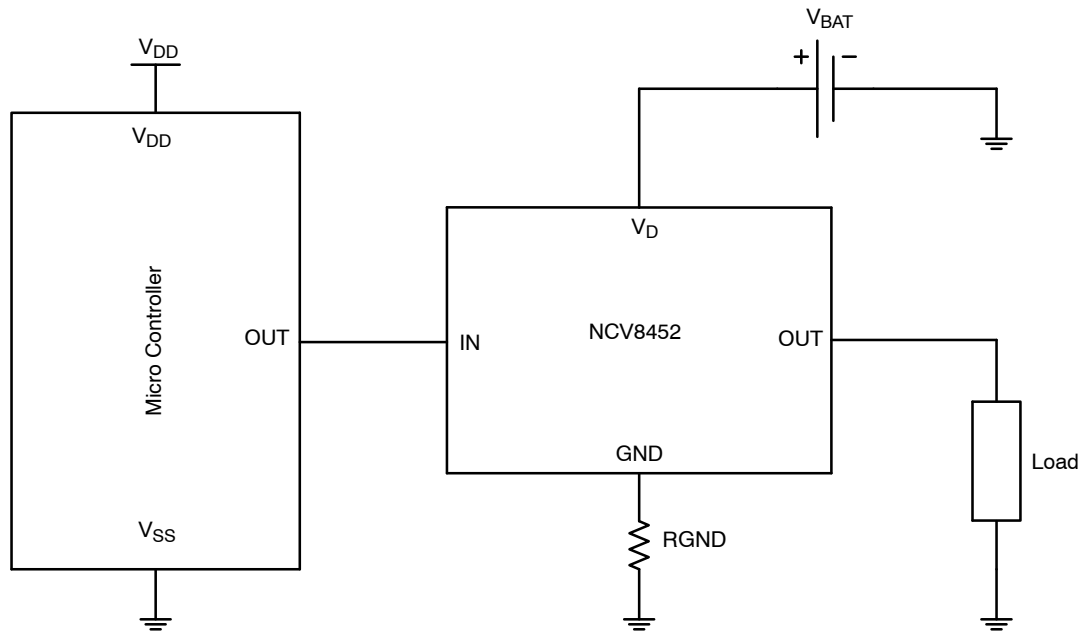 VBAT
+ −
VDD
VDD
VD
Micro Controller
OUT
IN
NCV8452
OUT
GND
Load
VSS
RGND